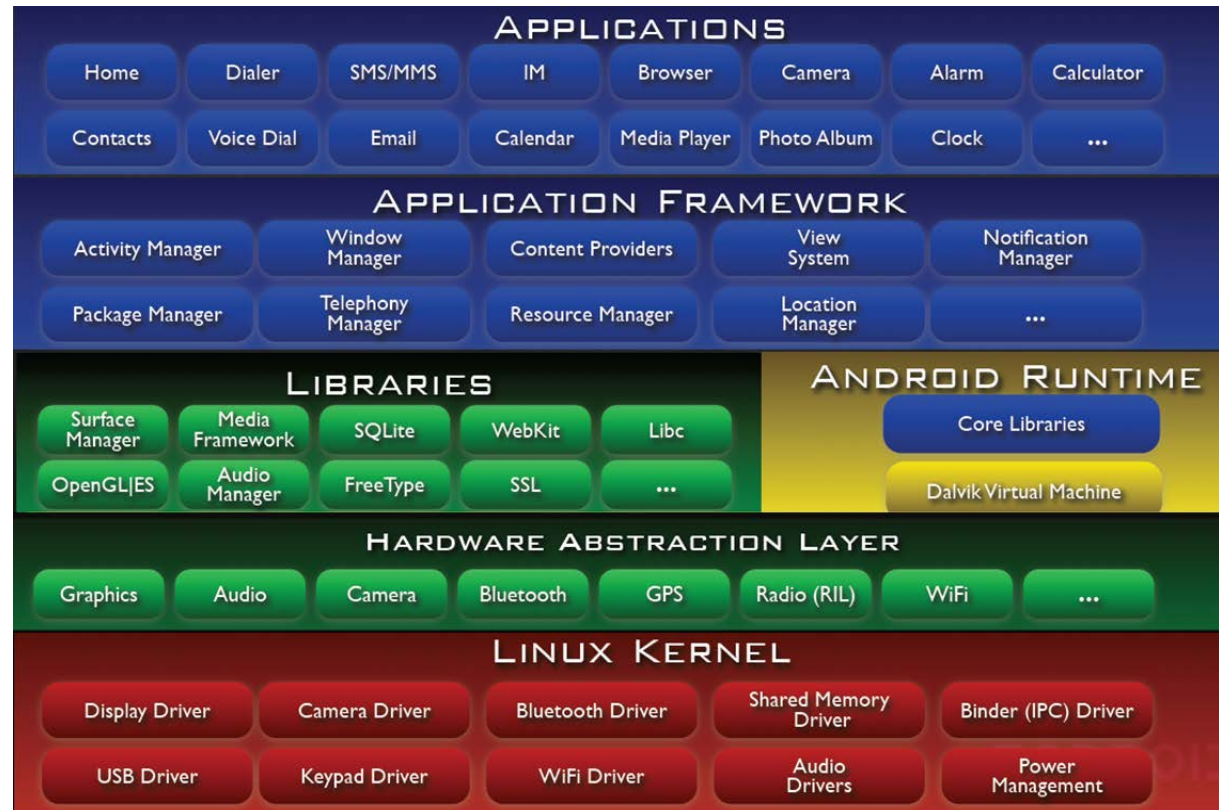 APPLICATIONS
Home Dialer SMS/MMS IM Browser Camera Alarm Calculator
Contacts Voice Dial Email Calendar Media Player Photo Album Clock ...
APPLICATION FRAMEWORK
Activity Manager
Window
Manager
Content Providers
View
System
Notification
Manager
Package Manager
Telephony
Manager
Resource Manager
Location
Manager
...
LIBRARIES
Surface
Manager
Media
Framework
SQLite
WebKit
Libc
OpenGL|ES
Audio
Manager
FreeType
SSL
...
ANDROID RUNTIME
Core Libraries
Dalvik Virtual Machine
HARDWARE ABSTRACTION LAYER
Graphics Audio Camera Bluetooth GPS Radio (RIL) WiFi ...
LINUX KERNEL
Display Driver
Camera Driver
Bluetooth Driver
Shared Memory
Driver
Binder (IPC) Driver
USB Driver
Keypad Driver
WiFi Driver
Audio
Drivers
Power
Management